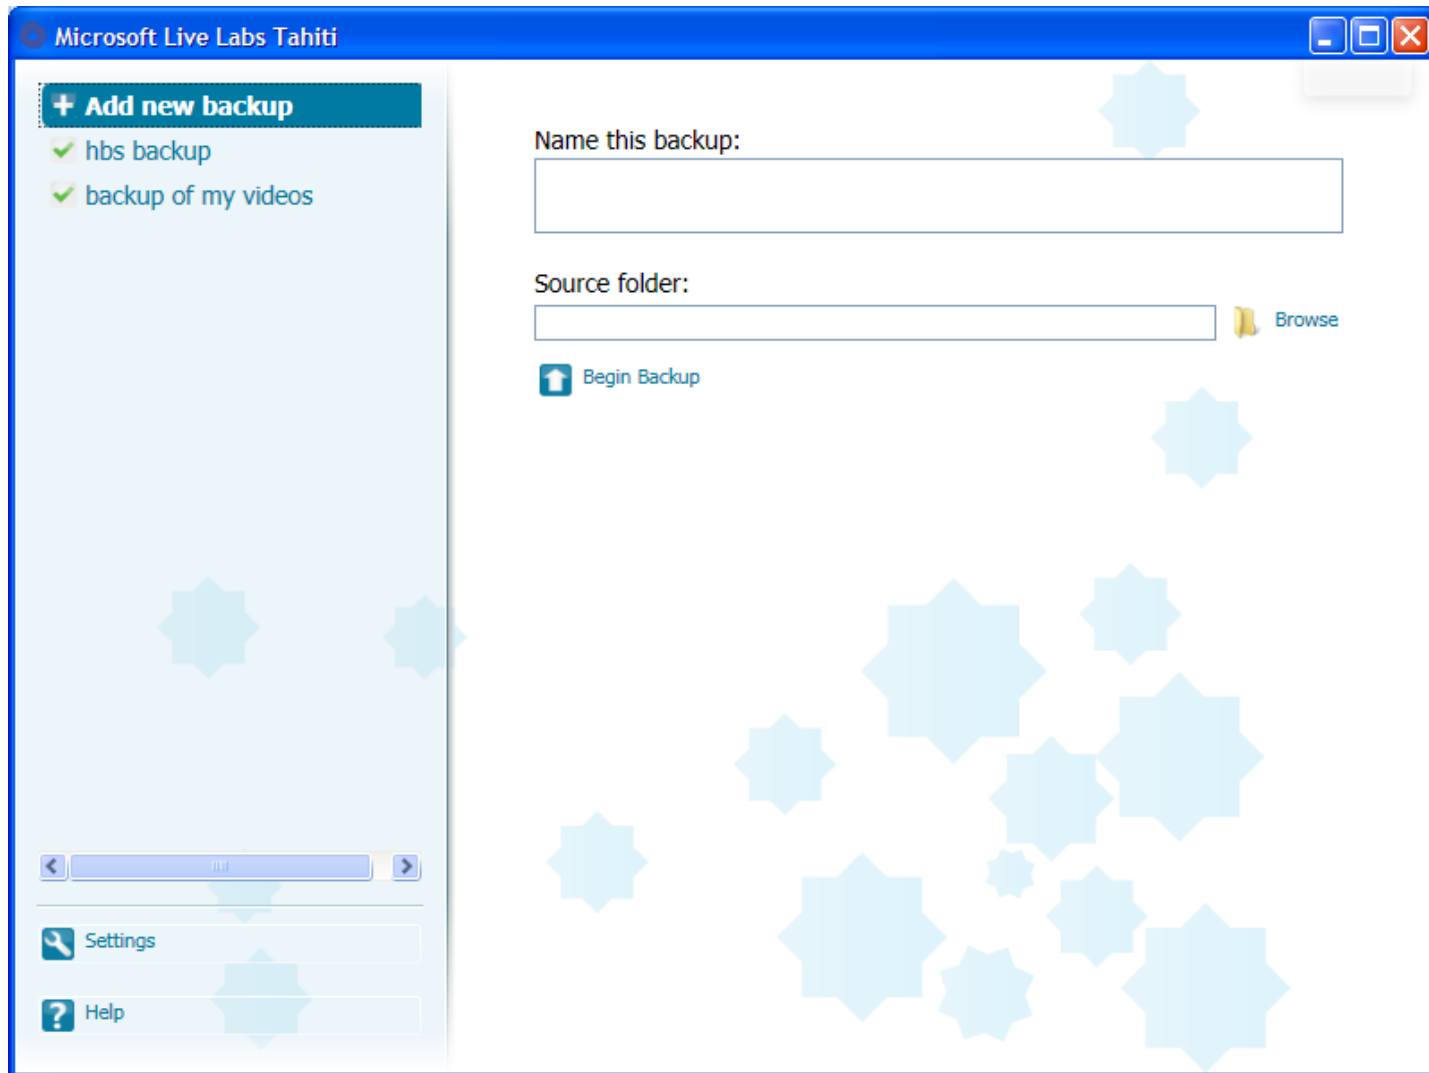 Microsoft Live Labs Tahiti
Add new backup
hbs backup
backup of my videos
Settings
Help
Name this backup:
Source folder:
Browse
Begin Backup